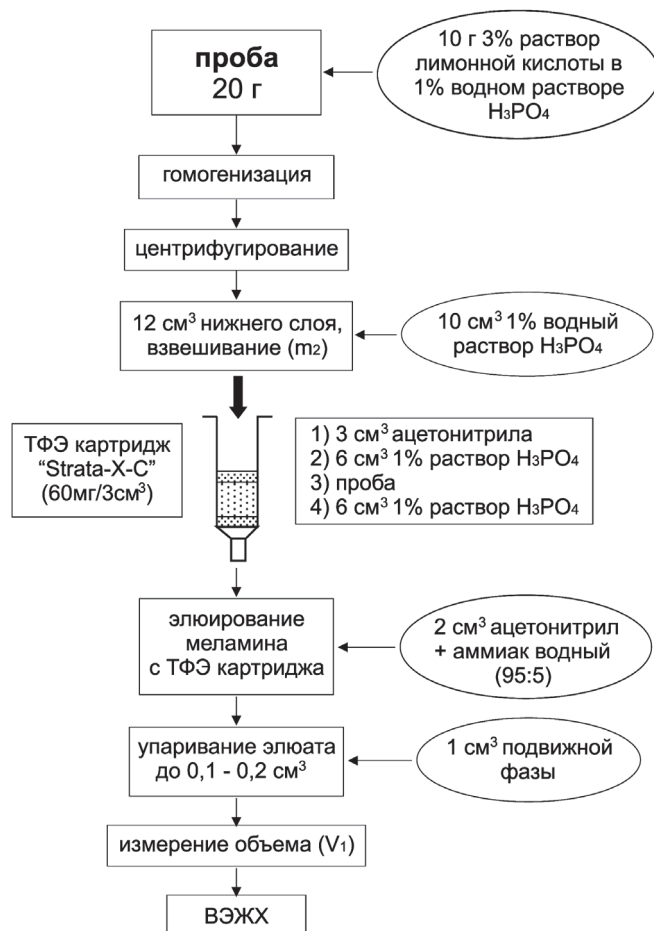 проба
20 г
10 г 3% раствор
лимонной кислоты в
1% водном растворе
H₃PO₄
гомогенизация
центрифугирование
12 см³ нижнего слоя,
взвешивание (m₂)
10 см³ 1% водный
раствор H₃PO₄
ТФЭ картридж
“Strata-X-C”
(60мг/3см³)
1) 3 см³ ацетонитрила
2) 6 см³ 1% раствор H₃PO₄
3) проба
4) 6 см³ 1% раствор H₃PO₄
элюирование
меламина
с ТФЭ картриджа
2 см³ ацетонитрил
+ аммиак водный
(95:5)
упаривание элюата
до 0,1 - 0,2 см³
1 см³ подвижной
фазы
измерение объема (V₁)
ВЭЖХ